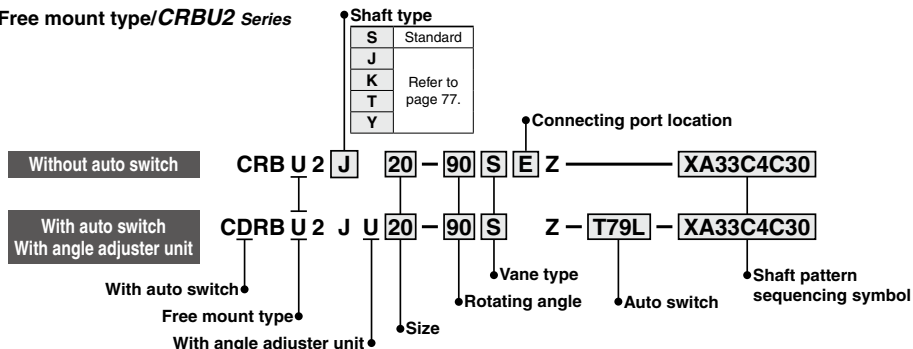 Free mount type/CRBU2 Series
Shaft type
S Standard
J
K
T
Y
Refer to
page 77.
Connecting port location
Without auto switch
CRB U 2 J 20 – 90 S E Z — XA33C4C30
With auto switch
With angle adjuster unit
CDRB U 2 J U 20 – 90 S Z – T79L – XA33C4C30
With auto switch
Free mount type
With angle adjuster unit
Size
Rotating angle
Vane type
Auto switch
Shaft pattern
sequencing symbol